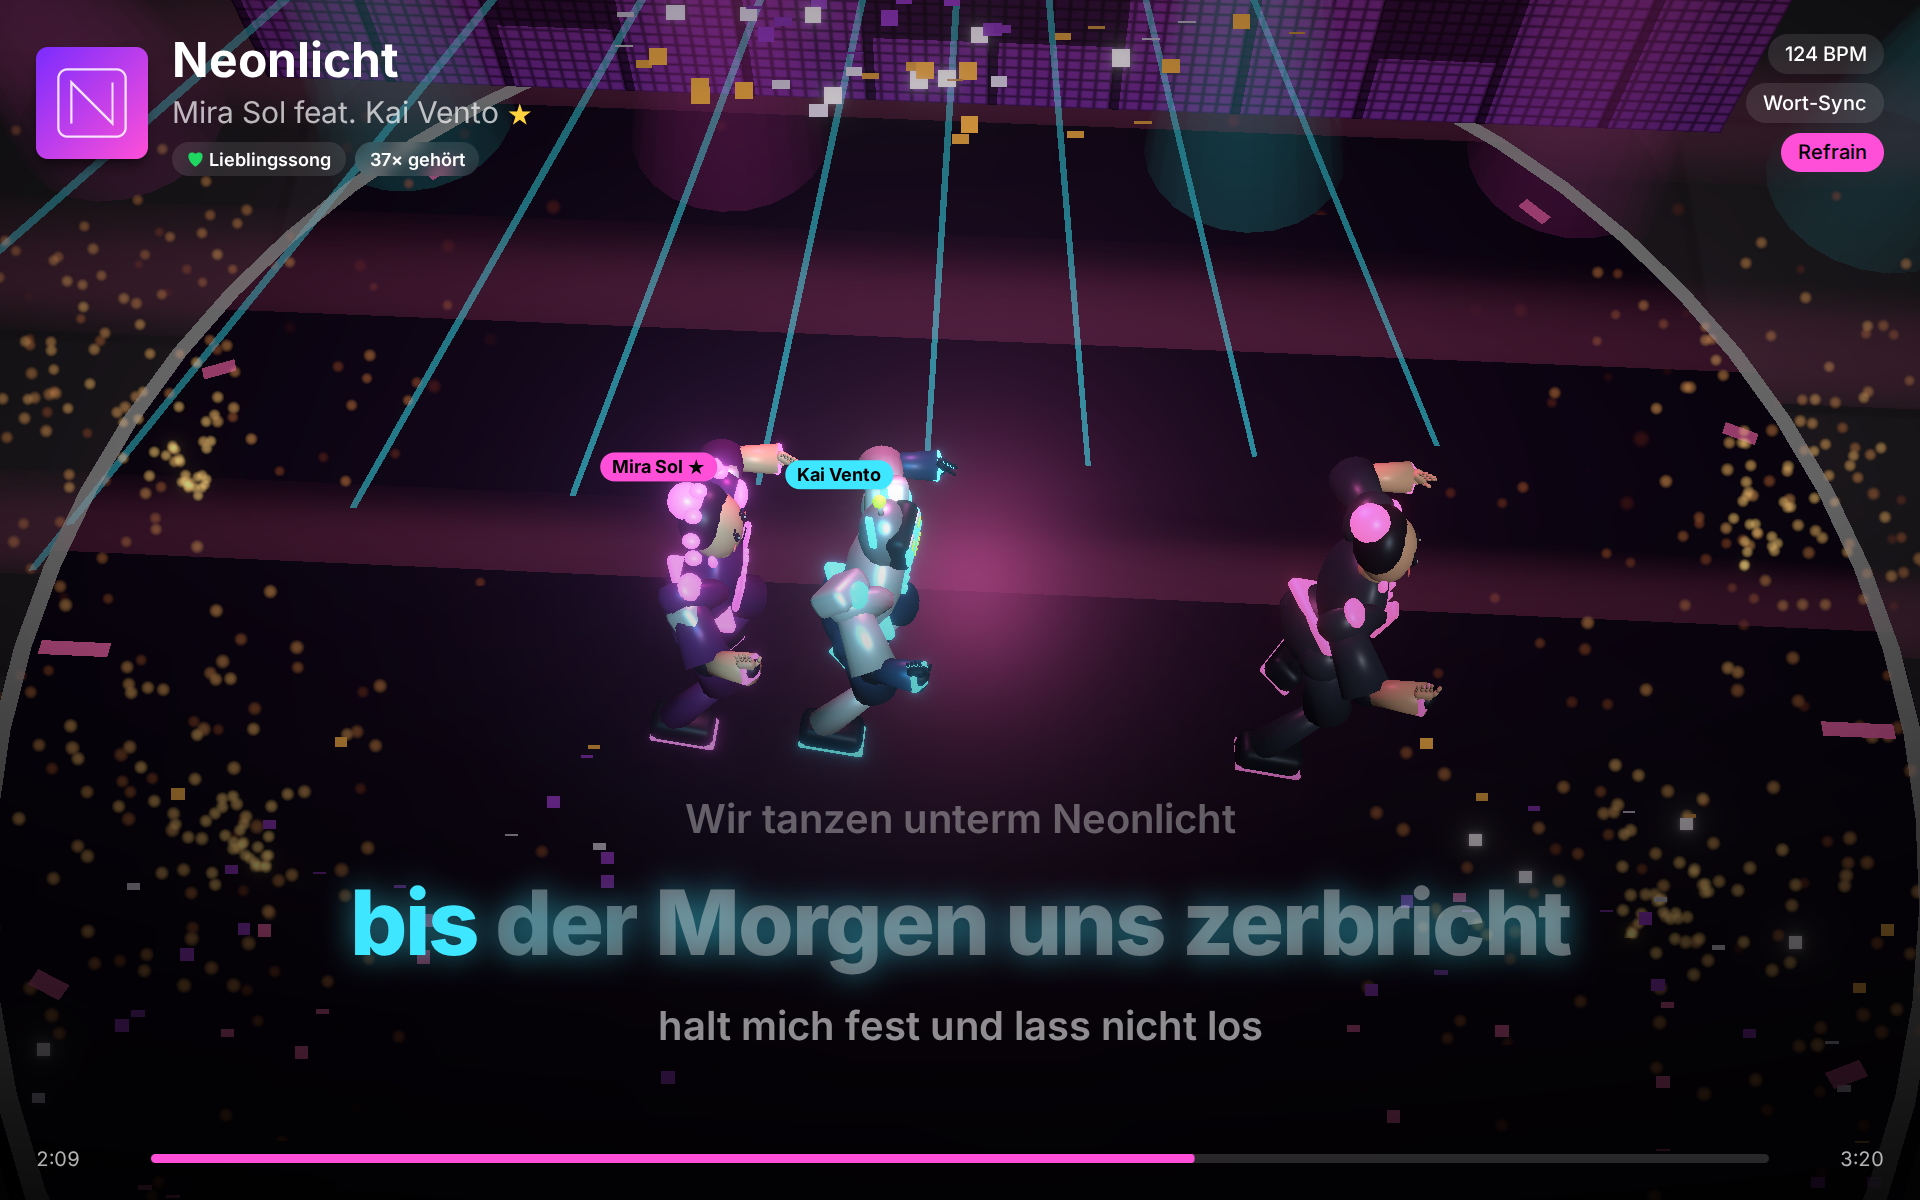 Neonlicht
Mira Sol feat. Kai Vento ⭐
💚 Lieblingssong
37× gehört
124 BPM
Wort-Sync
Refrain
Mira Sol ★
Kai Vento
Wir tanzen unterm Neonlicht
bis der Morgen uns zerbricht
halt mich fest und lass nicht los
2:09
3:20